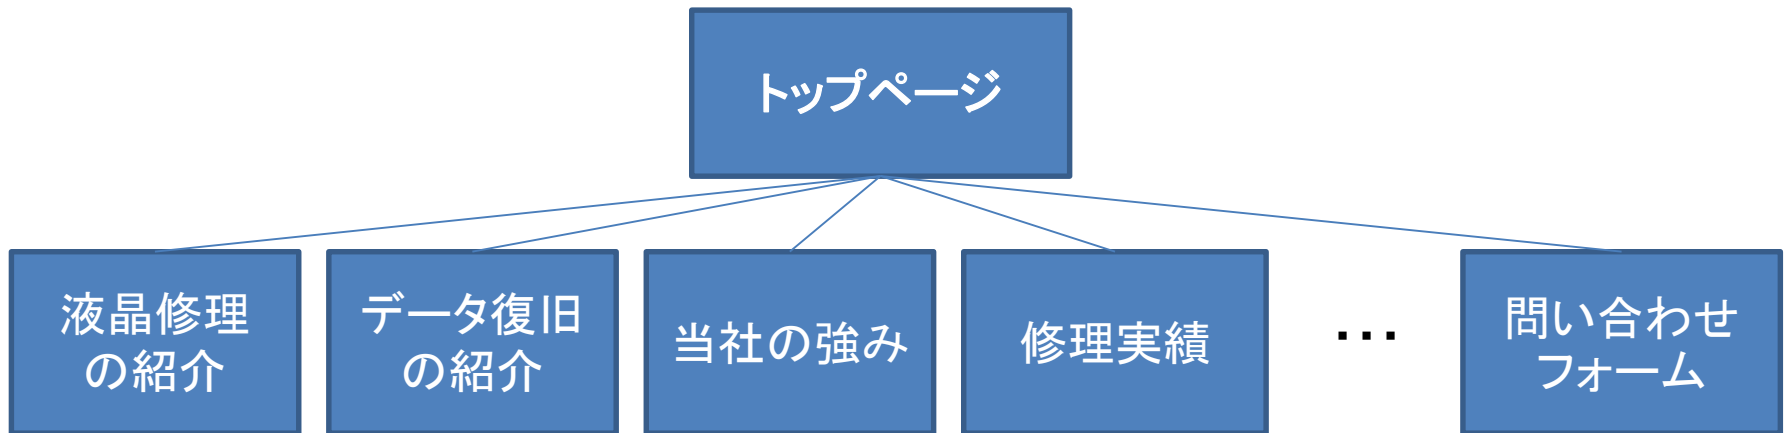 トップページ
液晶修理
の紹介
データ復旧
の紹介
当社の強み
修理実績
…
問い合わせ
フォーム